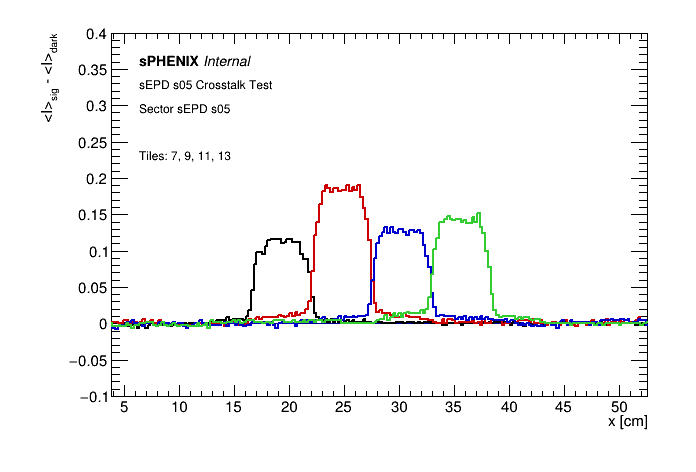 <I>sig - <I>dark
0.4
0.35
0.3
0.25
0.2
0.15
0.1
0.05
0
−0.05
−0.1
sPHENIX Internal
sEPD s05 Crosstalk Test
Sector sEPD s05
Tiles: 7, 9, 11, 13
5 10 15 20 25 30 35 40 45 50
x [cm]